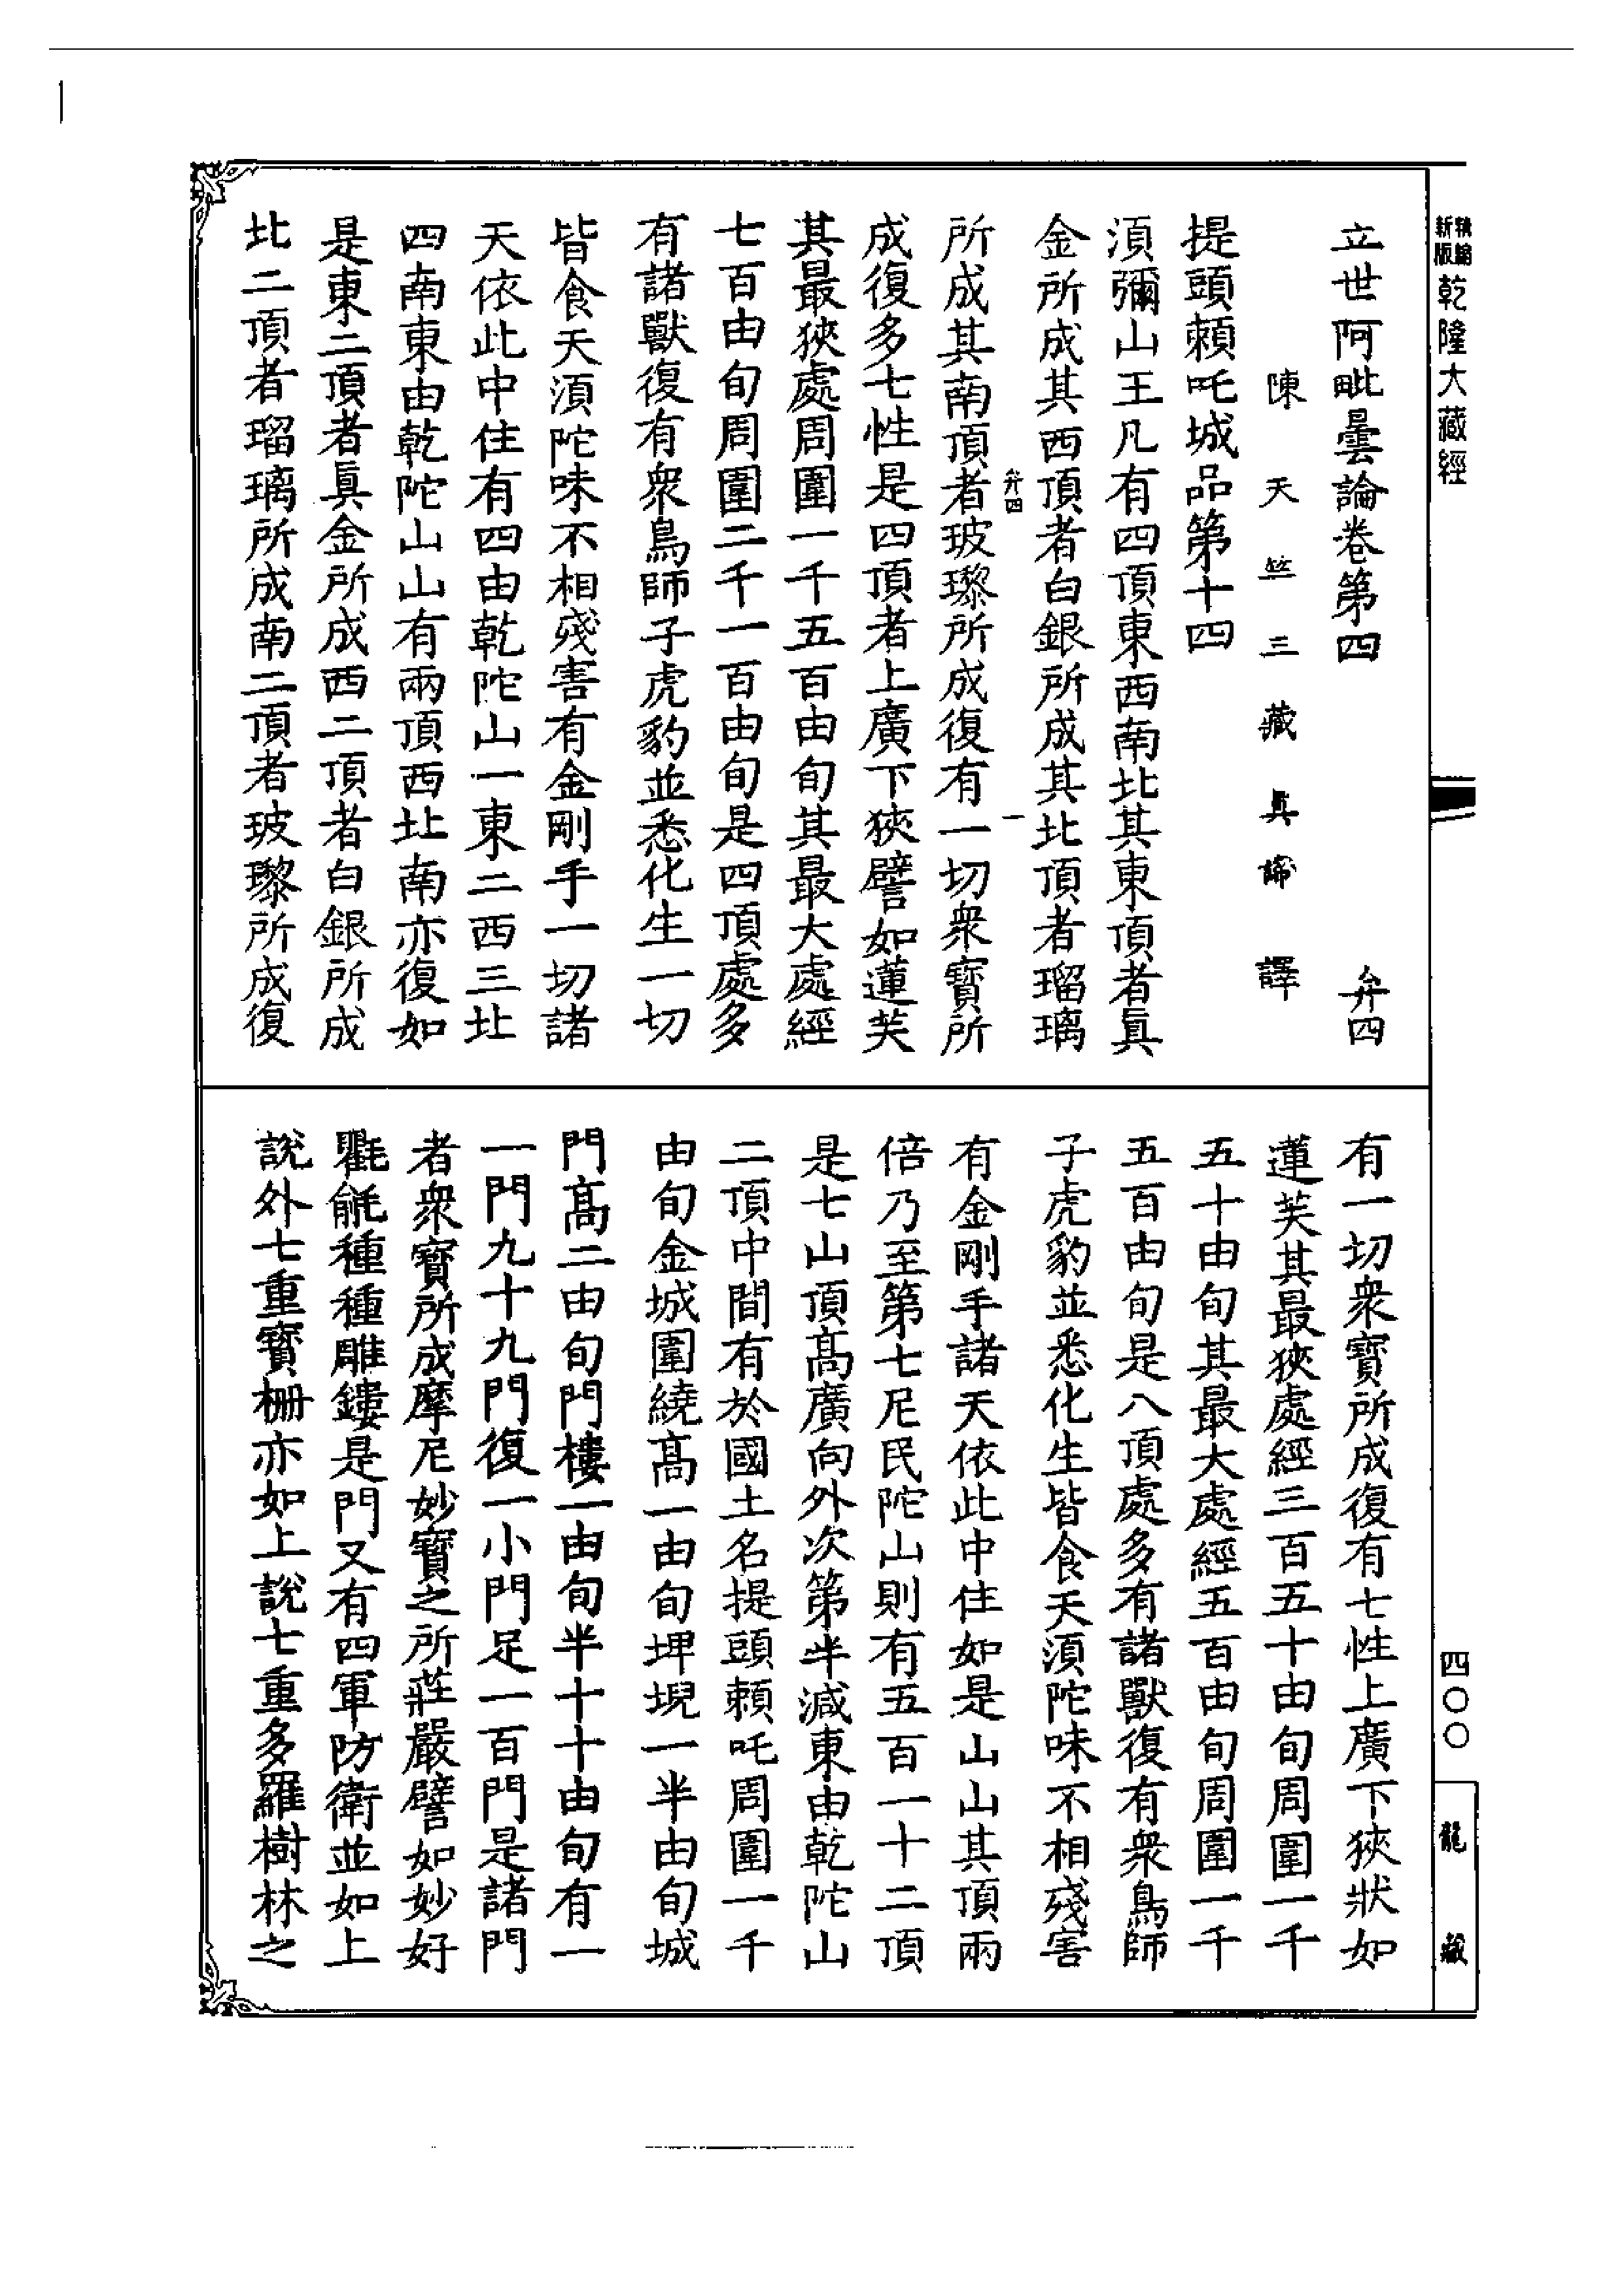 新版 精編 乾隆大藏經
立世阿毗曇論卷第四 弁四
陳天竺三藏眞諦譯
提頭賴吒城品第十四
湏彌山王凡有四頂東西南北其東頂者眞
金所成其西頂者白銀所成其北頂者瑠璃
弁四 一
所成其南頂者玻瓈所成復有一切衆寶所
成復多七性是四頂者上廣下狹譬如蓮芙
其最狹處周圍一千五百由旬其最大處經
七百由旬周圍二千一百由旬是四頂處多
有諸獸復有衆鳥師子虎豹並悉化生一切
皆食天湏陀味不相殘害有金剛手一切諸
天依此中住有四由乾陀山一東二西三北
四南東由乾陀山山有兩頂西北南亦復如
是東二頂者眞金所成西二頂者白銀所成
北二頂者瑠璃所成南二頂者玻瓈所成復
有一切衆寶所成復有七性上廣下狹狀如
蓮芙其最狹處經三百五十由旬周圍一千
五十由旬其最大處經五百由旬周圍一千
五百由旬是八頂處多有諸獸復有衆鳥師
子虎豹並悉化生皆食天湏陀味不相殘害
有金剛手諸天依此中住如是山山其頂兩
倍乃至第七尼民陀山則有五百一十二頂
是七山頂髙廣向外次第半減東由乾陀山
二頂中間有於國土名提頭賴吒周圍一千
由旬金城圍繞髙一由旬埤堄一半由旬城
門髙二由旬門樓一由旬半十十由旬有一
一門九十九門復一小門足一百門是諸門
者衆寶所成摩尼妙寶之所莊嚴譬如妙好
氍㲣種種雕鏤是門又有四軍防衛並如上
說外七重寶柵亦如上說七重多羅樹林之
四〇〇
龍藏